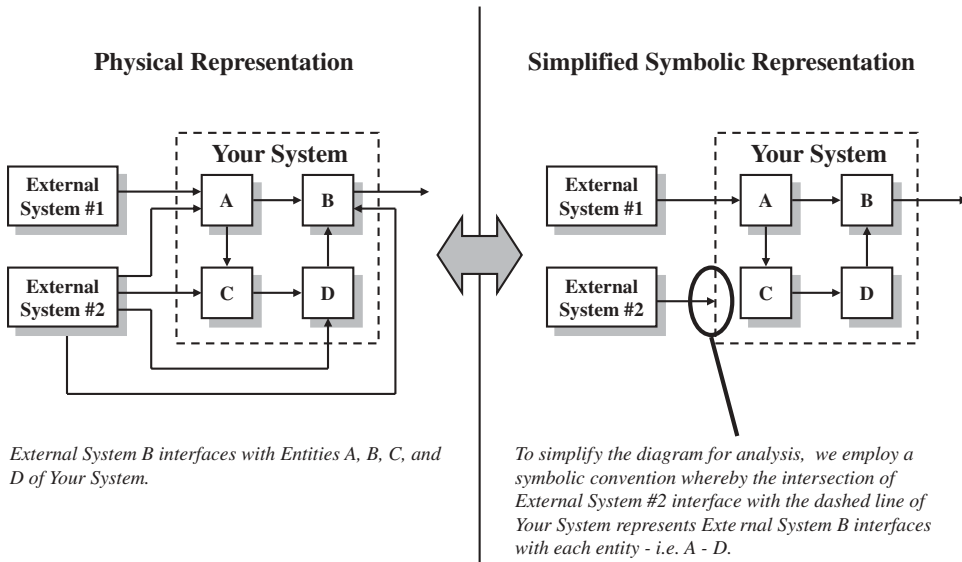 Physical Representation
Your System
External
System #1
A
B
External
System #2
C
D
External System B interfaces with Entities A, B, C, and
D of Your System.
Simplified Symbolic Representation
Your System
External
System #1
A
B
External
System #2
C
D
To simplify the diagram for analysis, we employ a
symbolic convention whereby the intersection of
External System #2 interface with the dashed line of
Your System represents External System B interfaces
with each entity - i.e. A - D.